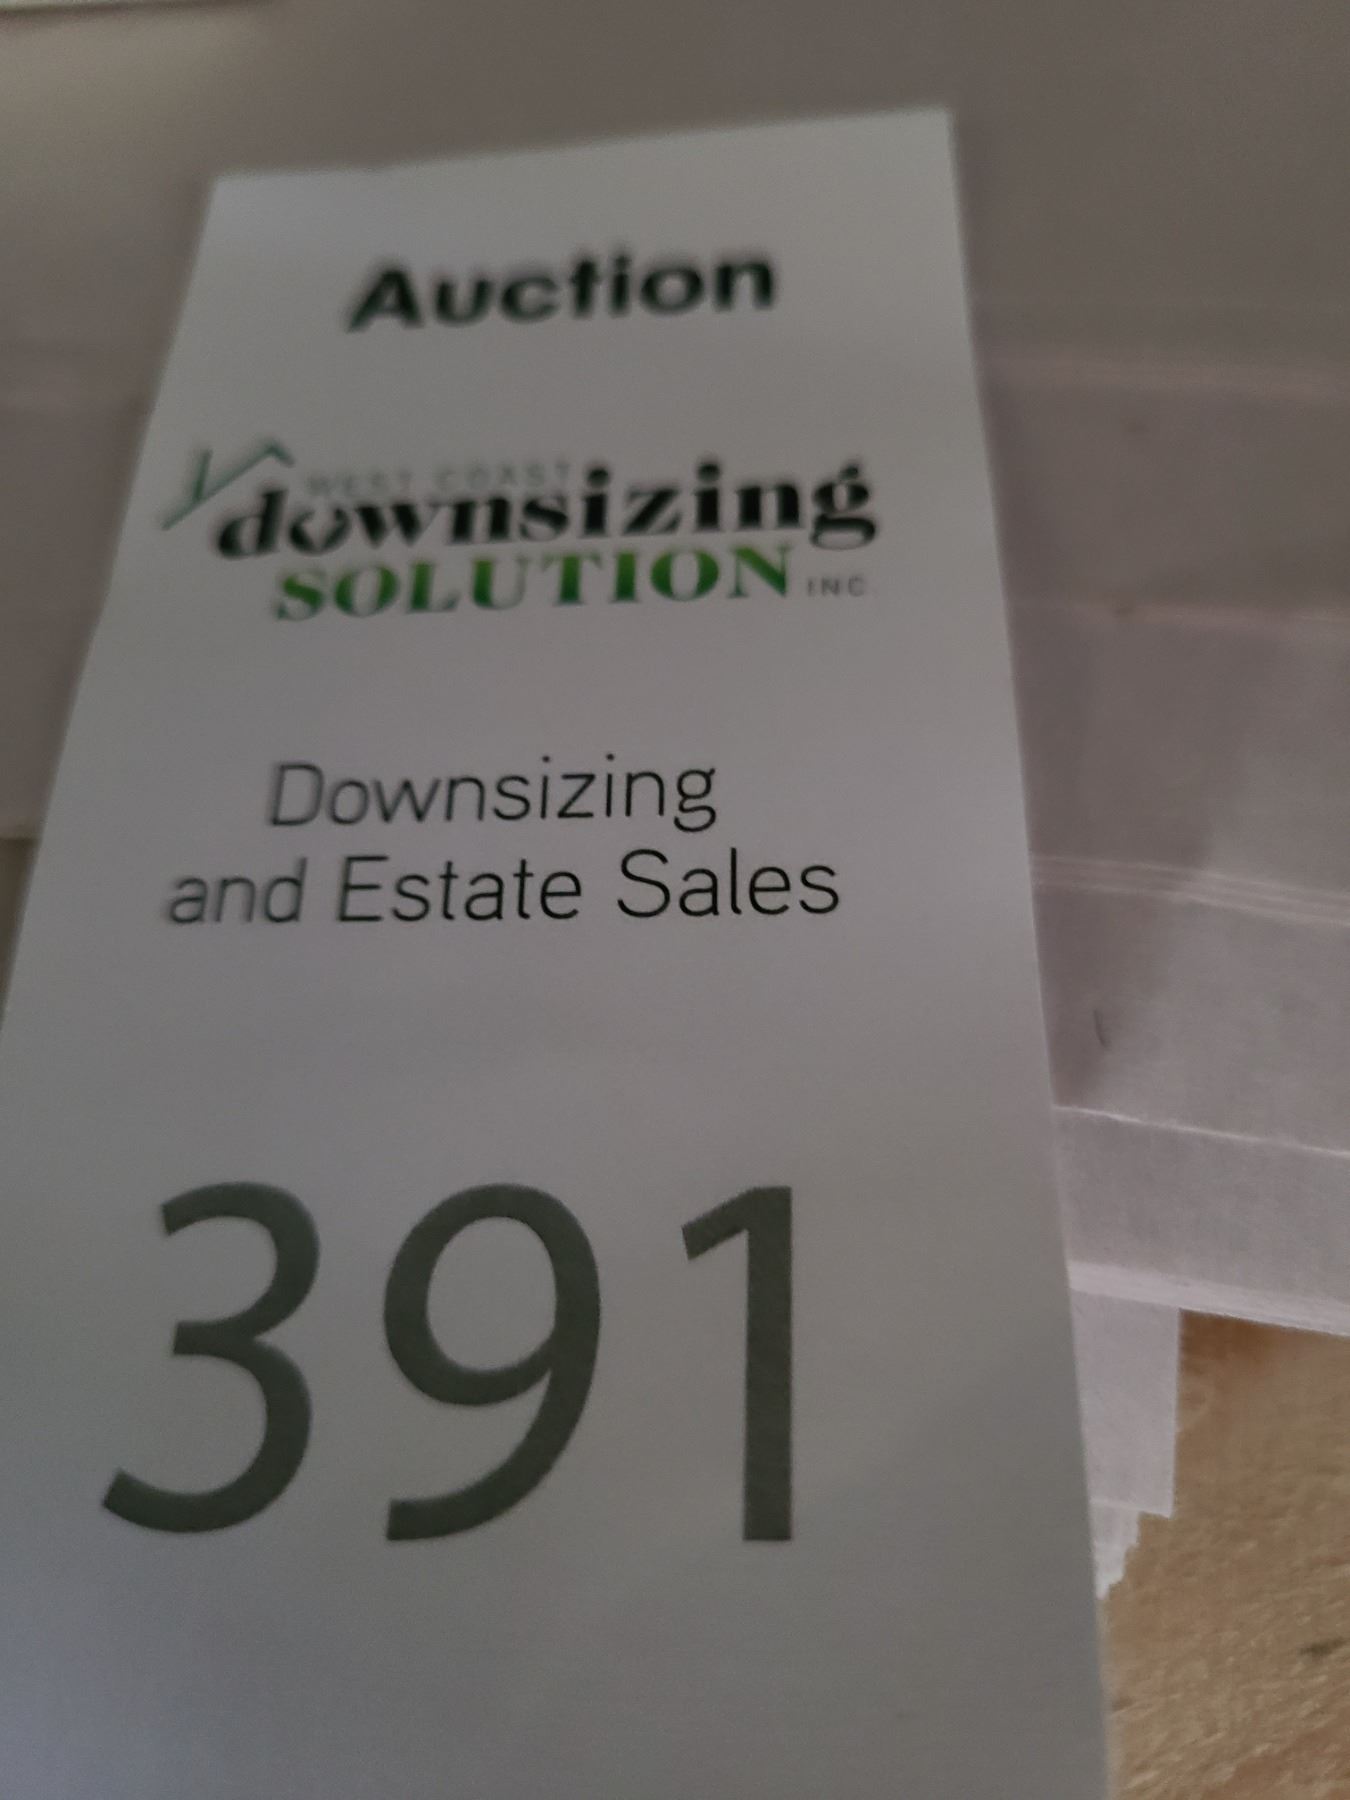 Auction
WEST COAST
downsizing
SOLUTION INC.
Downsizing
and Estate Sales
391